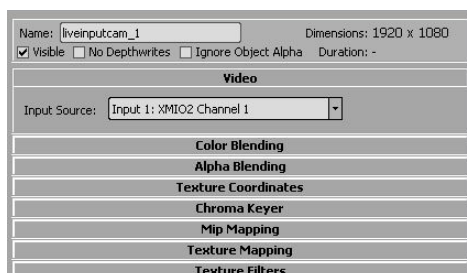 Name: liveinputcam_1 Dimensions: 1920 x 1080
Visible No Depthwrites Ignore Object Alpha Duration: -
Video
Input Source: Input 1: XMIO2 Channel 1
Color Blending
Alpha Blending
Texture Coordinates
Chroma Keyer
Mip Mapping
Texture Mapping
Texture Filters